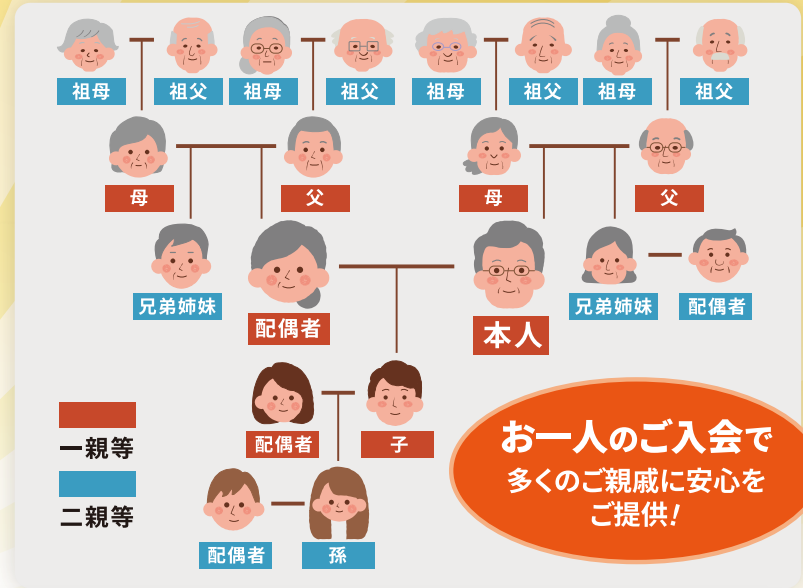 祖母
祖父
祖母
祖父
祖母
祖父
祖母
祖父
母
父
母
父
兄弟姉妹
配偶者
本人
兄弟姉妹
配偶者
配偶者
子
配偶者
孫
一親等
二親等
お一人のご入会で
多くのご親戚に安心を
ご提供!